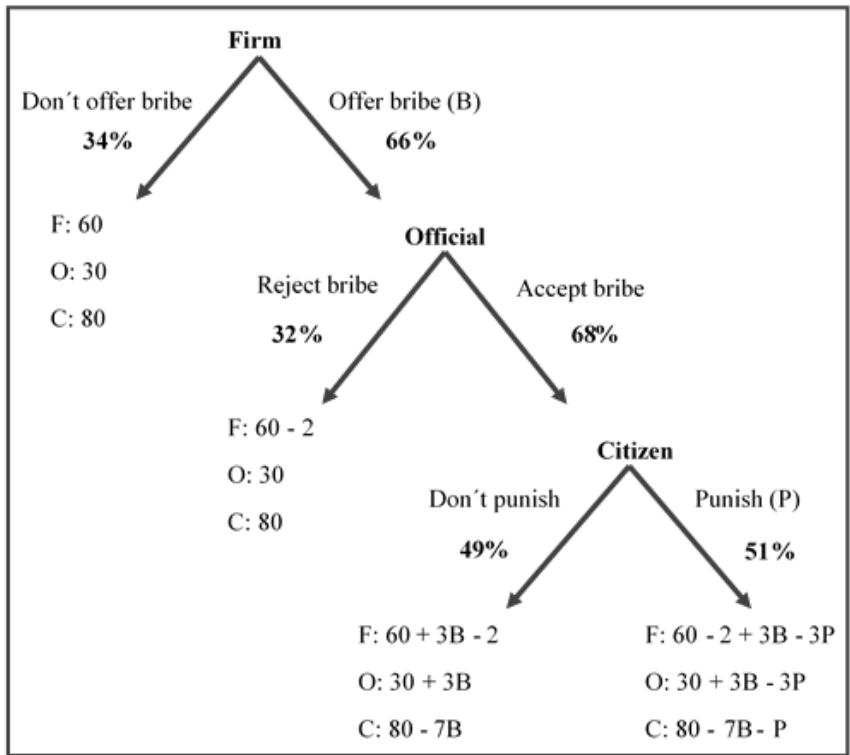 Firm
Don´t offer bribe
34%
Offer bribe (B)
66%
F: 60
O: 30
C: 80
Official
Reject bribe
32%
Accept bribe
68%
F: 60 - 2
O: 30
C: 80
Citizen
Don´t punish
49%
Punish (P)
51%
F: 60 + 3B - 2
O: 30 + 3B
C: 80 - 7B
F: 60 - 2 + 3B - 3P
O: 30 + 3B - 3P
C: 80 - 7B - P